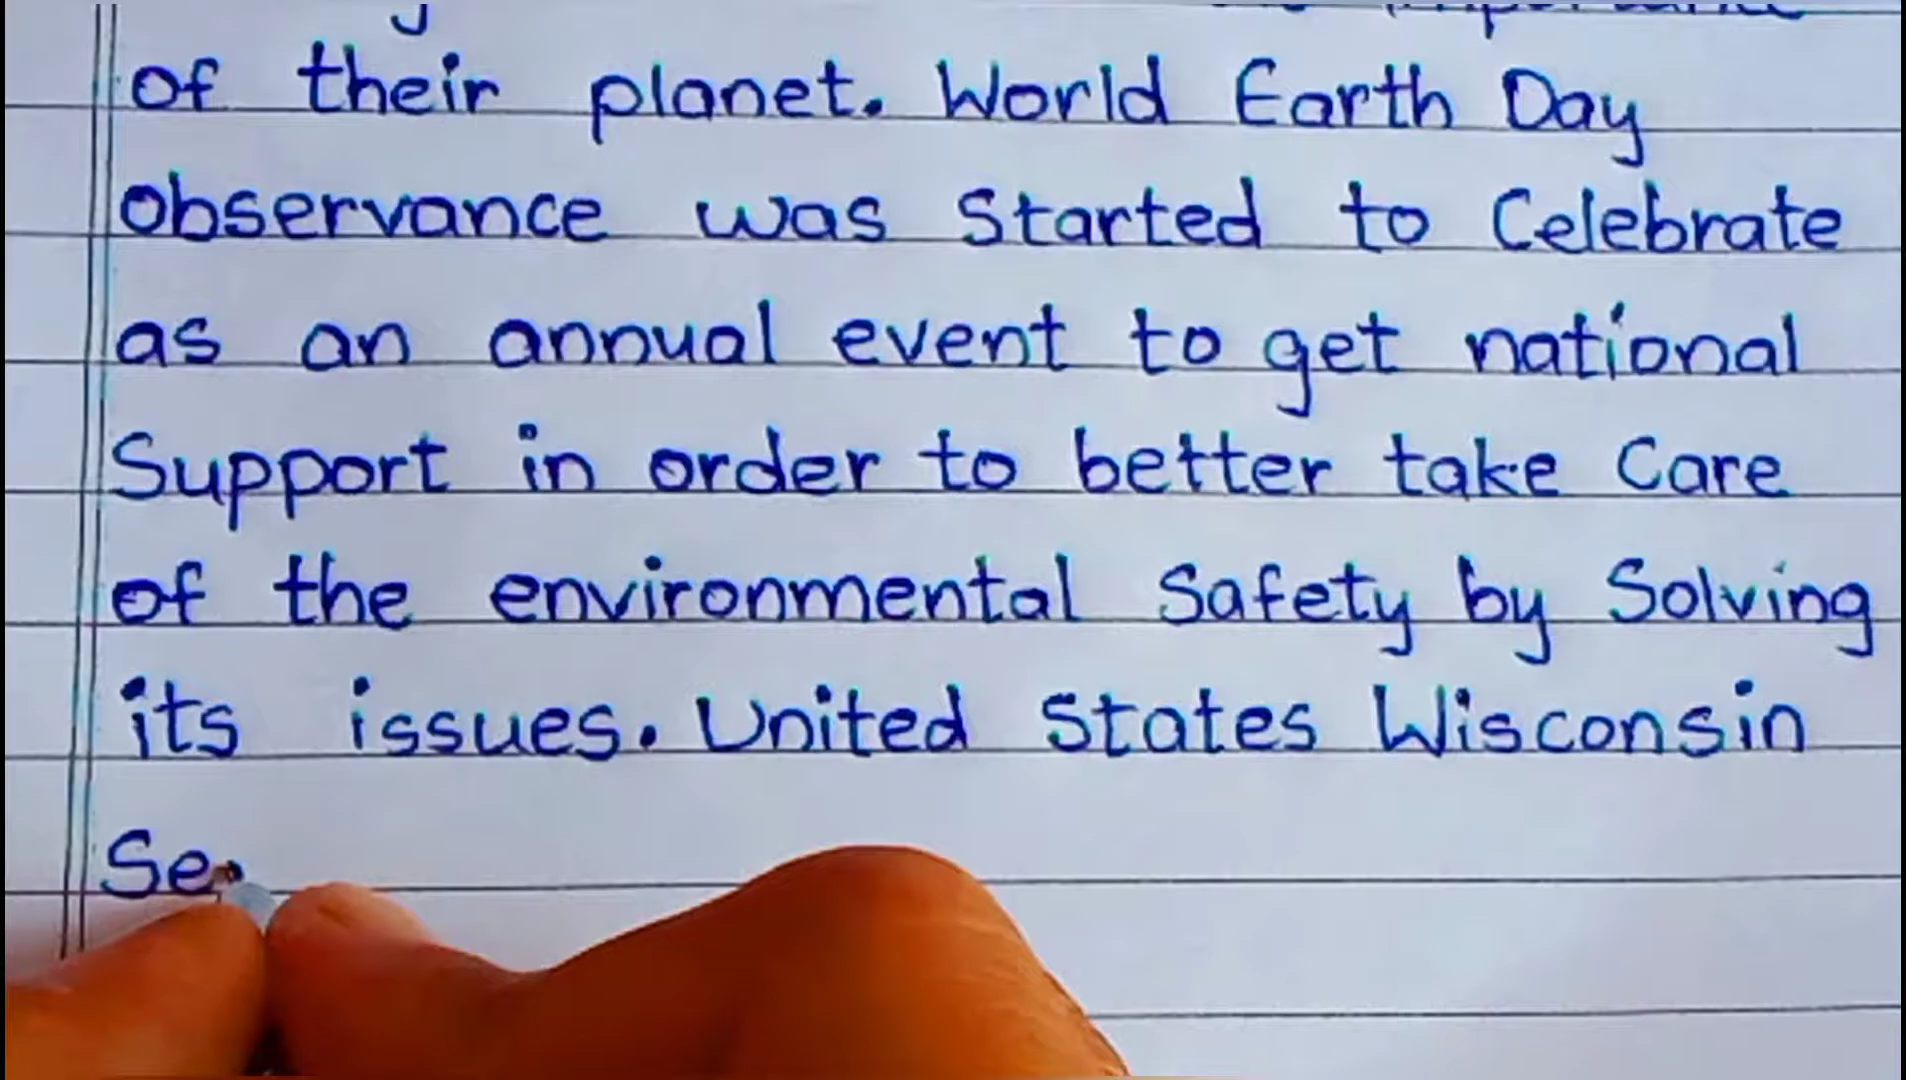 of their planet. World Earth Day
observance was Started to Celebrate
as an annual event to get national
Support in order to better take Care
of the environmental Safety by Solving
its issues. United States Wisconsin
Se